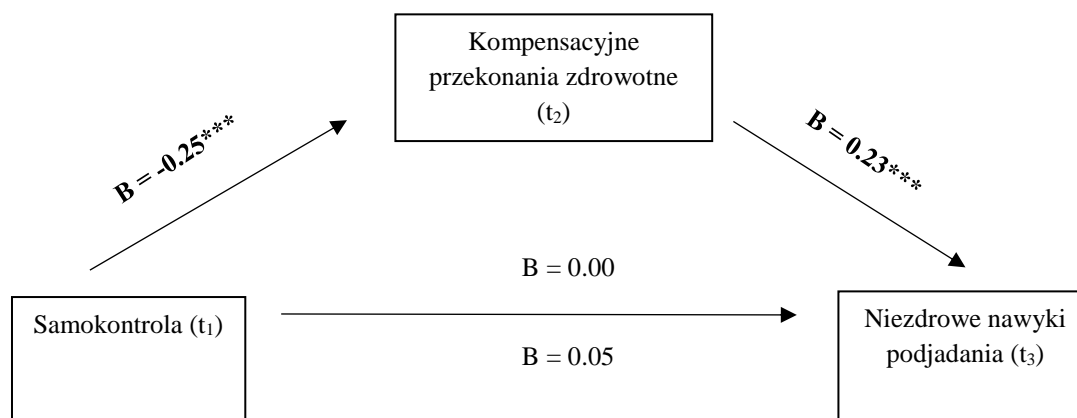 Kompensacyjne
przekonania zdrowotne
(t₂)
B = -0.25***
B = 0.23***
B = 0.00
Samokontrola (t₁)
Niezdrowe nawyki
podjadania (t₃)
B = 0.05